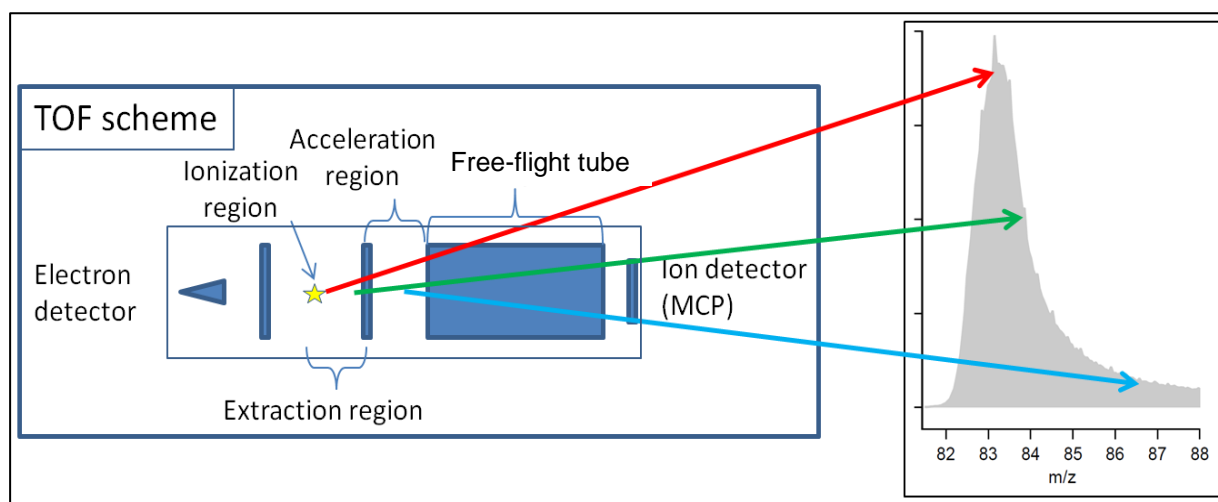 TOF scheme
Acceleration
region
Ionization
region
Free-flight tube
Electron
detector
Ion detector
(MCP)
Extraction region
82 83 84 85 86 87 88
m/z